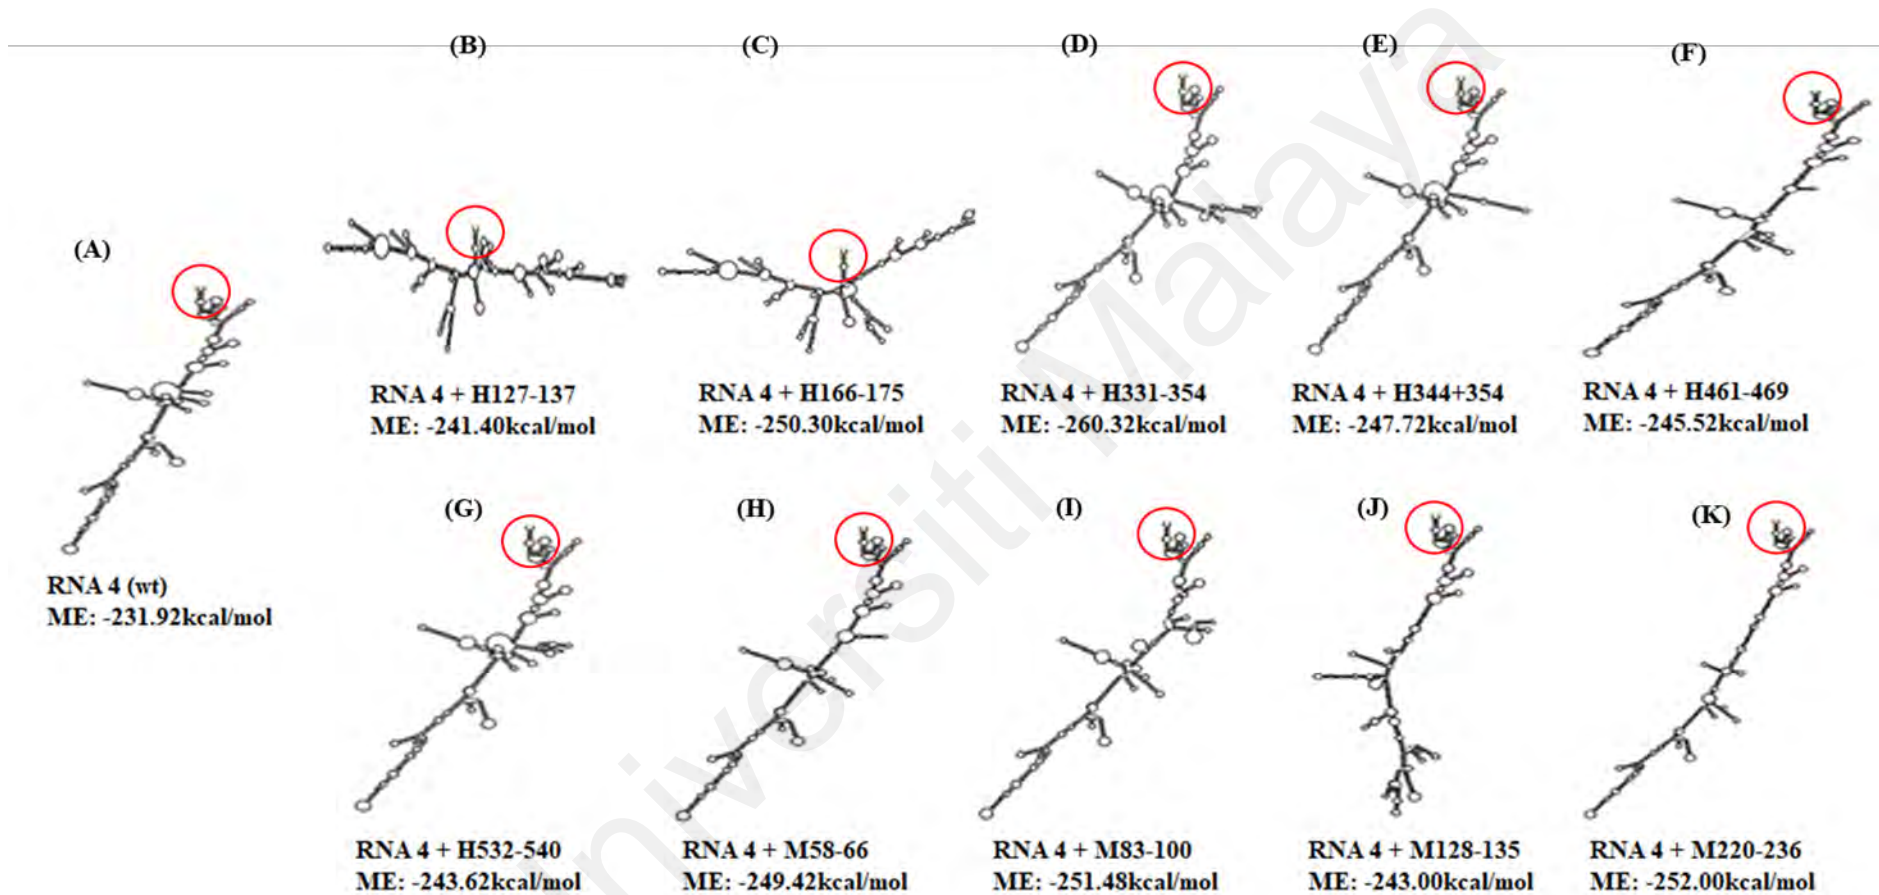 (B)
(C)
(D)
(E)
(F)
(A)
RNA 4 (wt)
ME: -231.92kcal/mol
RNA 4 + H127-137
ME: -241.40kcal/mol
RNA 4 + H166-175
ME: -250.30kcal/mol
RNA 4 + H331-354
ME: -260.32kcal/mol
RNA 4 + H344+354
ME: -247.72kcal/mol
RNA 4 + H461-469
ME: -245.52kcal/mol
(G)
(H)
(I)
(J)
(K)
RNA 4 + H532-540
ME: -243.62kcal/mol
RNA 4 + M58-66
ME: -249.42kcal/mol
RNA 4 + M83-100
ME: -251.48kcal/mol
RNA 4 + M128-135
ME: -243.00kcal/mol
RNA 4 + M220-236
ME: -252.00kcal/mol
niversiti Malaya